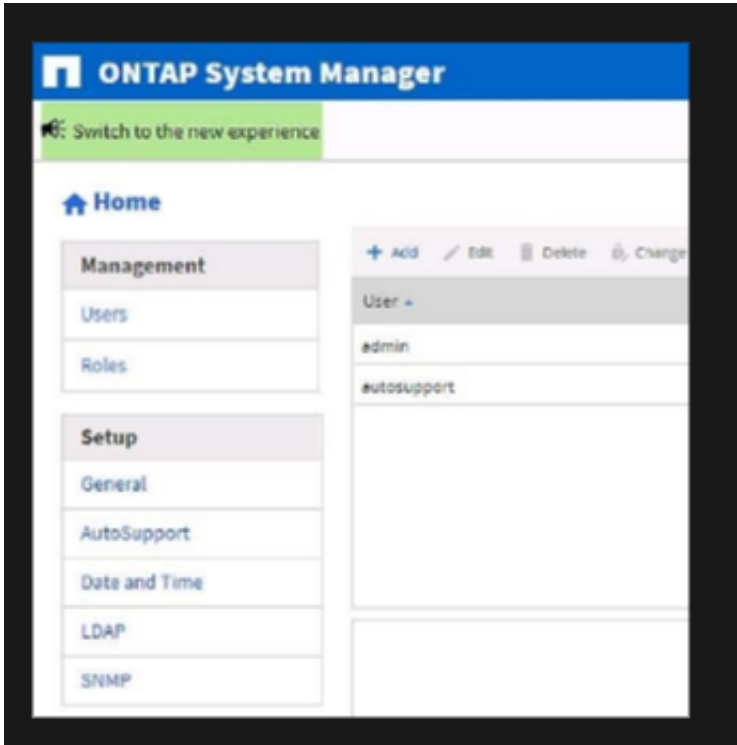 ONTAP System Manager
Switch to the new experience
Home
Management
Users
Roles
Setup
General
AutoSupport
Date and Time
LDAP
SNMP
Add Edit Delete Change
User
admin
autosupport